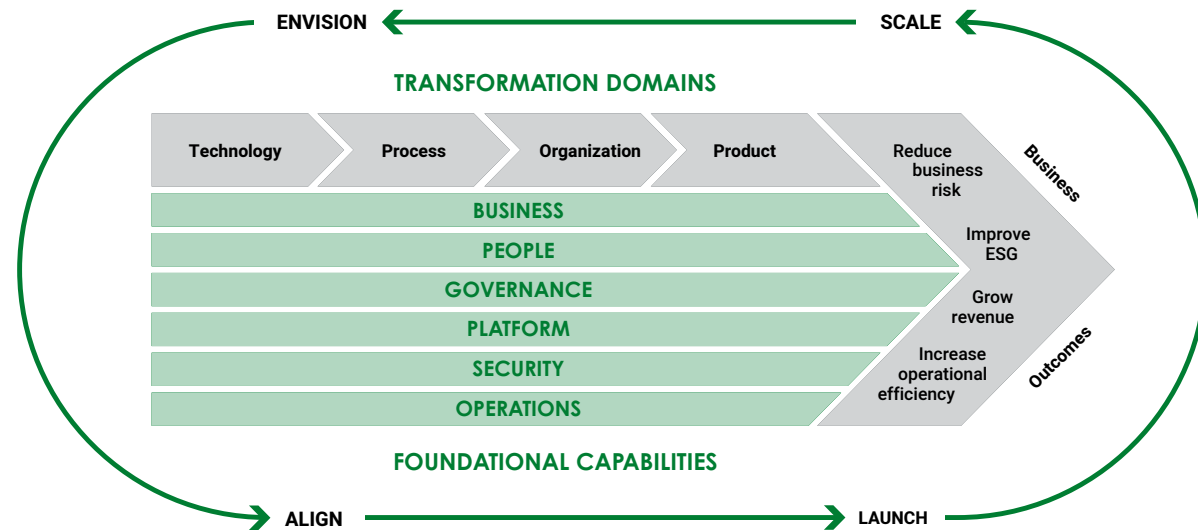 ENVISION
SCALE
TRANSFORMATION DOMAINS
Technology
Process
Organization
Product
Reduce
business
risk
Business
BUSINESS
PEOPLE
Improve
ESG
GOVERNANCE
Grow
revenue
PLATFORM
SECURITY
Increase
operational
efficiency
Outcomes
OPERATIONS
FOUNDATIONAL CAPABILITIES
ALIGN
LAUNCH